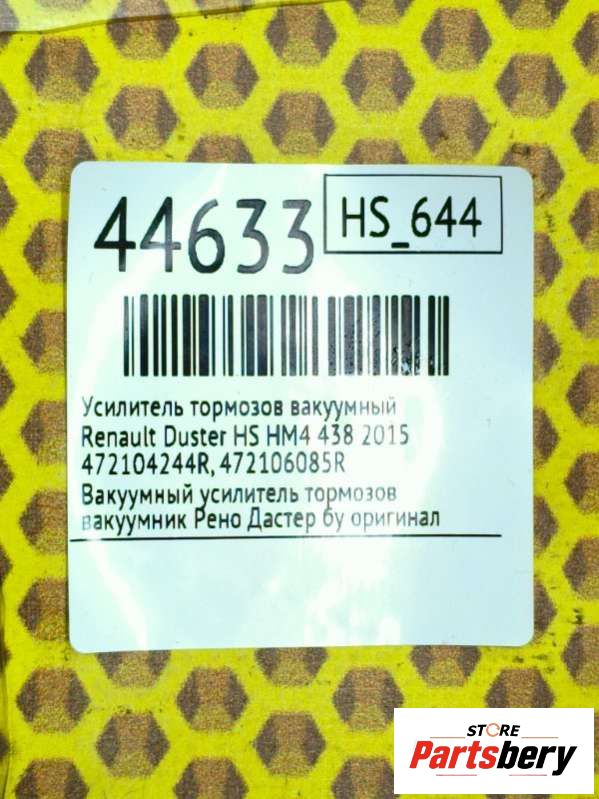 44633
HS_644
Усилитель тормозов вакуумный
Renault Duster HS HM4 438 2015
472104244R, 472106085R
Вакуумный усилитель тормозов
вакуумник Рено Дастер бу оригинал
STORE
Partsbery